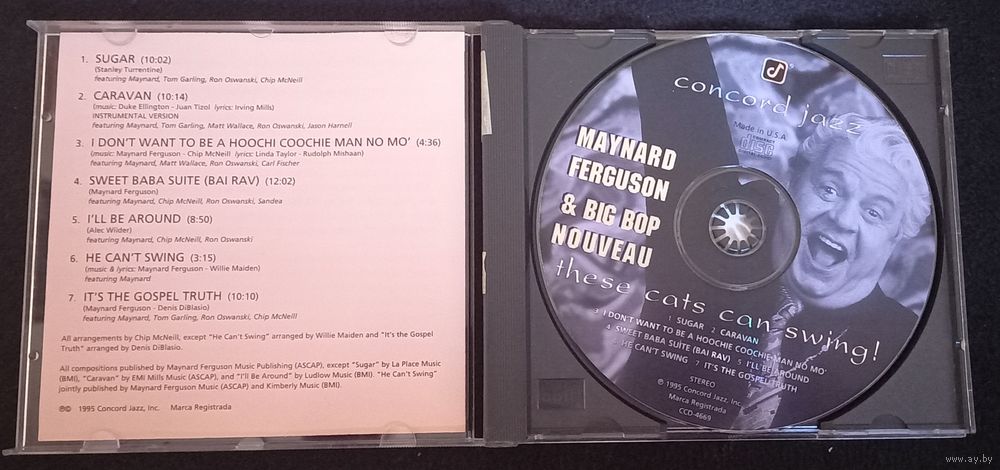 1. SUGAR (10:02)
(Stanley Turrentine)
featuring Maynard, Tom Garling, Ron Oswanski, Chip McNeill
2. CARAVAN (10:14)
(music: Duke Ellington - Juan Tizol lyrics: Irving Mills)
INSTRUMENTAL VERSION
featuring Maynard, Tom Garling, Matt Wallace, Ron Oswanski, Jason Harnell
3. I DON'T WANT TO BE A HOOCHI COOCHIE MAN NO MO' (4:36)
(music: Maynard Ferguson - Chip McNeill lyrics: Linda Taylor - Rudolph Mishaan)
featuring Maynard, Matt Wallace, Ron Oswanski, Carl Fischer
4. SWEET BABA SUITE (BAI RAV) (12:02)
(Maynard Ferguson)
featuring Maynard, Chip McNeill, Ron Oswanski, Sandea
5. I'LL BE AROUND (8:50)
(Alec Wilder)
featuring Maynard, Chip McNeill, Ron Oswanski
6. HE CAN'T SWING (3:15)
(music & lyrics: Maynard Ferguson - Willie Maiden)
featuring Maynard
7. IT'S THE GOSPEL TRUTH (10:10)
(Maynard Ferguson - Denis DiBlasio)
featuring Maynard, Tom Garling, Ron Oswanski, Chip McNeill
All arrangements by Chip McNeill, except "He Can't Swing" arranged by Willie Maiden and "It's the Gospel
Truth" arranged by Denis DiBlasio.
All compositions published by Maynard Ferguson Music Publishing (ASCAP), except "Sugar" by La Place Music
(BMI), "Caravan" by EMI Mills Music (ASCAP), and "I'll Be Around" by Ludlow Music (BMI). "He Can't Swing"
jointly published by Maynard Ferguson Music (ASCAP) and Kimberly Music (BMI).
℗© 1995 Concord Jazz, Inc. Marca Registrada
concord jazz
Made in U.S.A
COMPACT
disc
MAYNARD
FERGUSON
& BIG BOP
NOUVEAU
these cats can swing!
1 SUGAR 2 CARAVAN
3 I DON'T WANT TO BE A HOOCHIE COOCHIE MAN NO MO'
4 SWEET BABA SUITE (BAI RAV) 5 I'LL BE AROUND
6 HE CAN'T SWING 7 IT'S THE GOSPEL TRUTH
STEREO
℗ 1995 Concord Jazz, Inc.
Marca Registrada
CCD-4669
www.ay.by